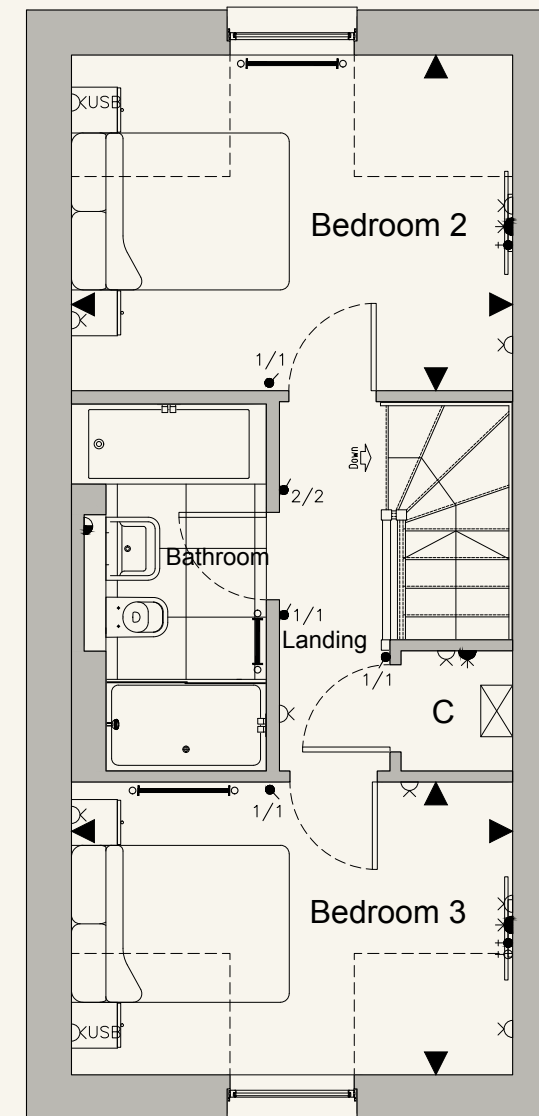 USB
Bedroom 2
1/1
Down
2/2
Bathroom
1/1
Landing
1/1
D
C
1/1
Bedroom 3
USB